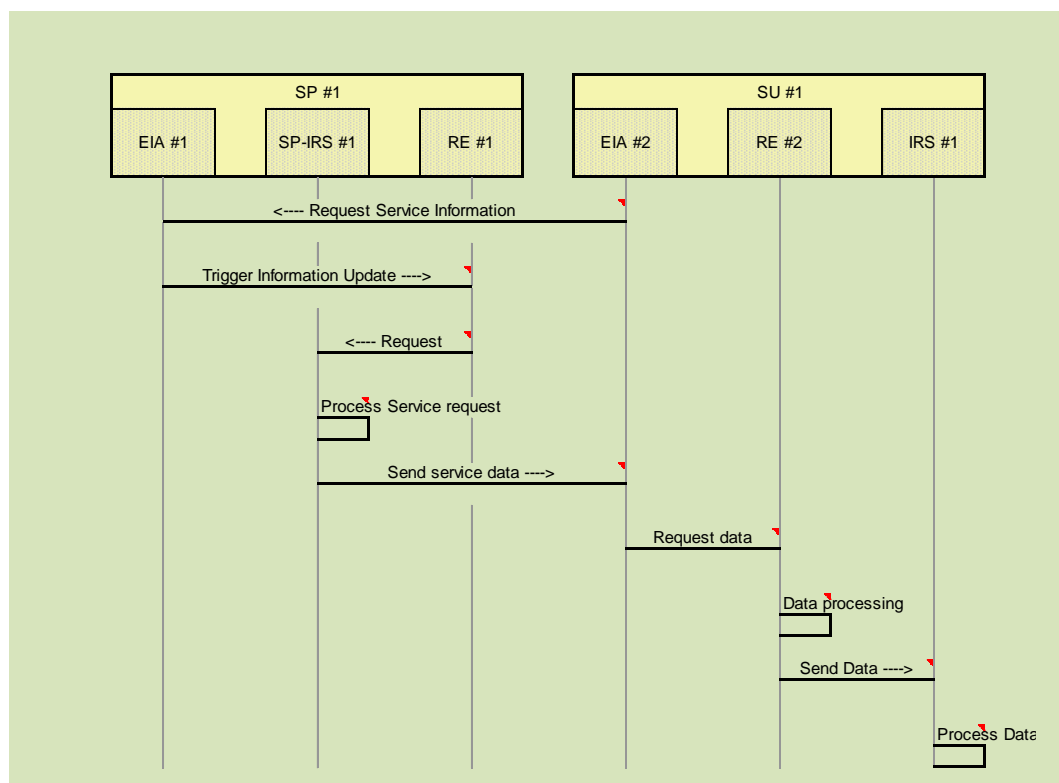 SP #1
SU #1
EIA #1
SP-IRS #1
RE #1
EIA #2
RE #2
IRS #1
<---- Request Service Information
Trigger Information Update ---->
<---- Request
Process Service request
Send service data ---->
Request data
Data processing
Send Data ---->
Process Data